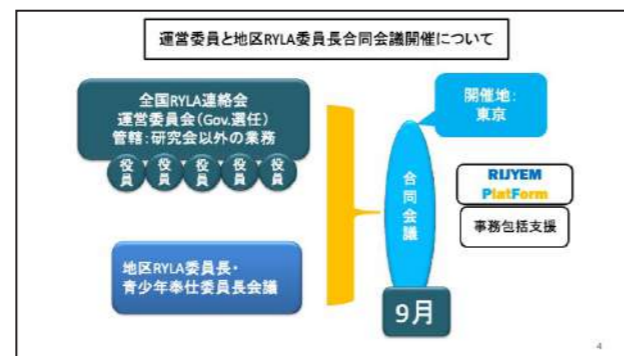 運営委員と地区RYLA委員長合同会議開催について
全国RYLA連絡会
運営委員会(Gov.選任)
管轄:研究会以外の業務
役員 役員 役員 役員 役員
地区RYLA委員長・
青少年奉仕委員長会議
合同会議
9月
開催地:
東京
RIJYEM
PlatForm
事務包括支援
4